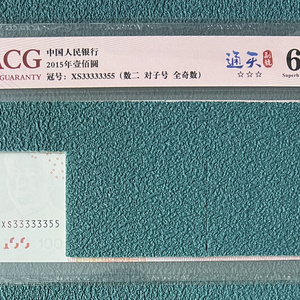 ACG
GUARANTY
中国人民银行
2015年壹佰圆
冠号：XS33333355（数二 对子号 全奇数）
通天
☆☆☆
6
Superb
XS33333355
100